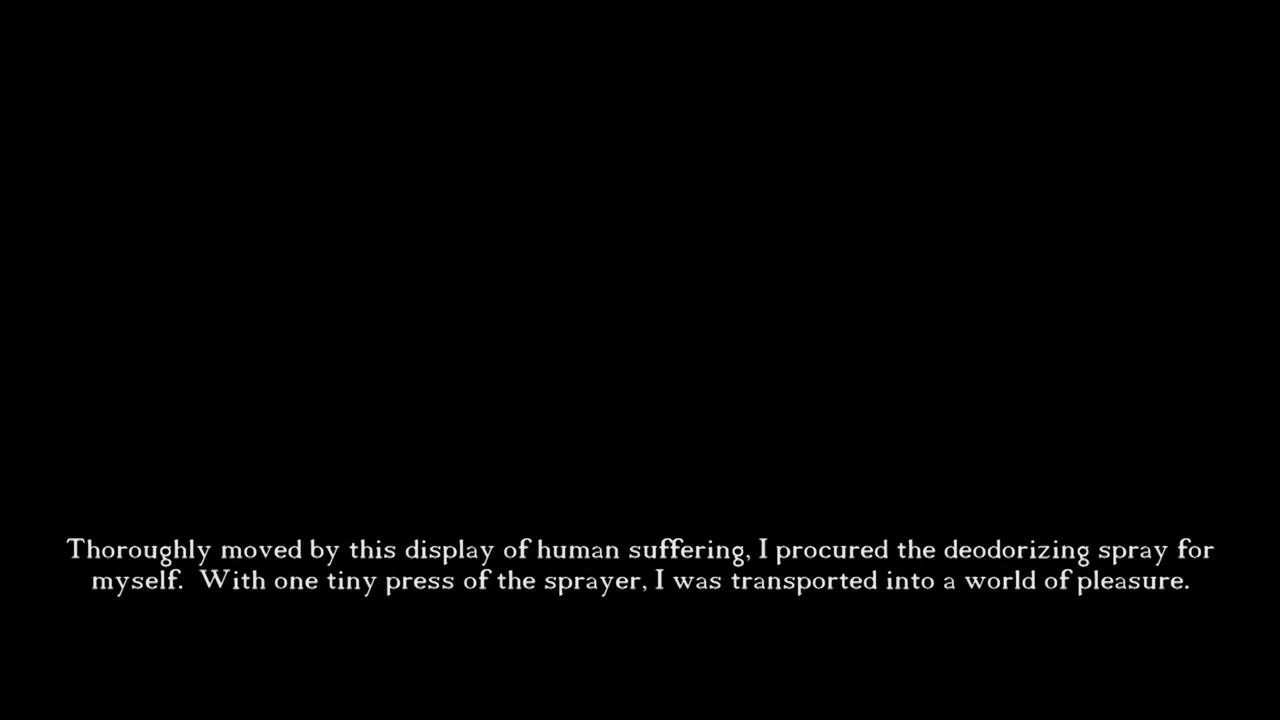 Thoroughly moved by this display of human suffering, I procured the deodorizing spray for
myself.  With one tiny press of the sprayer, I was transported into a world of pleasure.